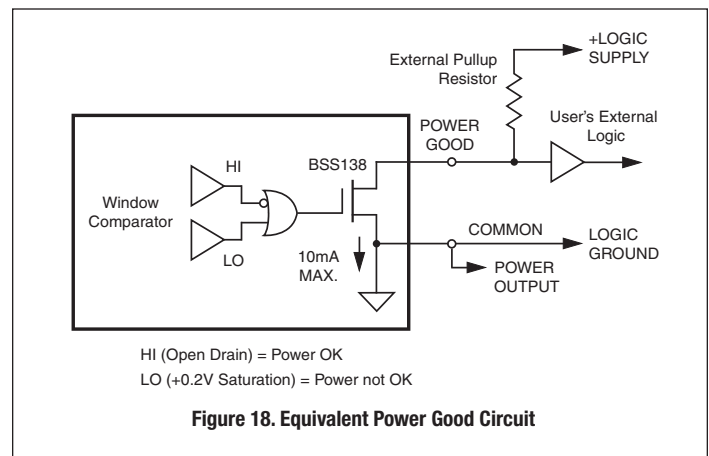 +LOGIC
SUPPLY
External Pullup
Resistor
User's External
Logic
POWER
GOOD
HI
BSS138
Window
Comparator
LO
10mA
MAX.
COMMON
LOGIC
GROUND
POWER
OUTPUT
HI (Open Drain) = Power OK
LO (+0.2V Saturation) = Power not OK
Figure 18. Equivalent Power Good Circuit